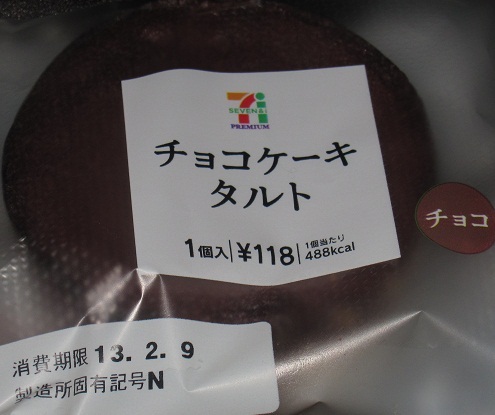 SEVEN&i
PREMIUM
チョコケーキ
タルト
1個入 ¥118 1個当たり 488kcal
チョコ
消費期限 13. 2. 9
製造所固有記号N